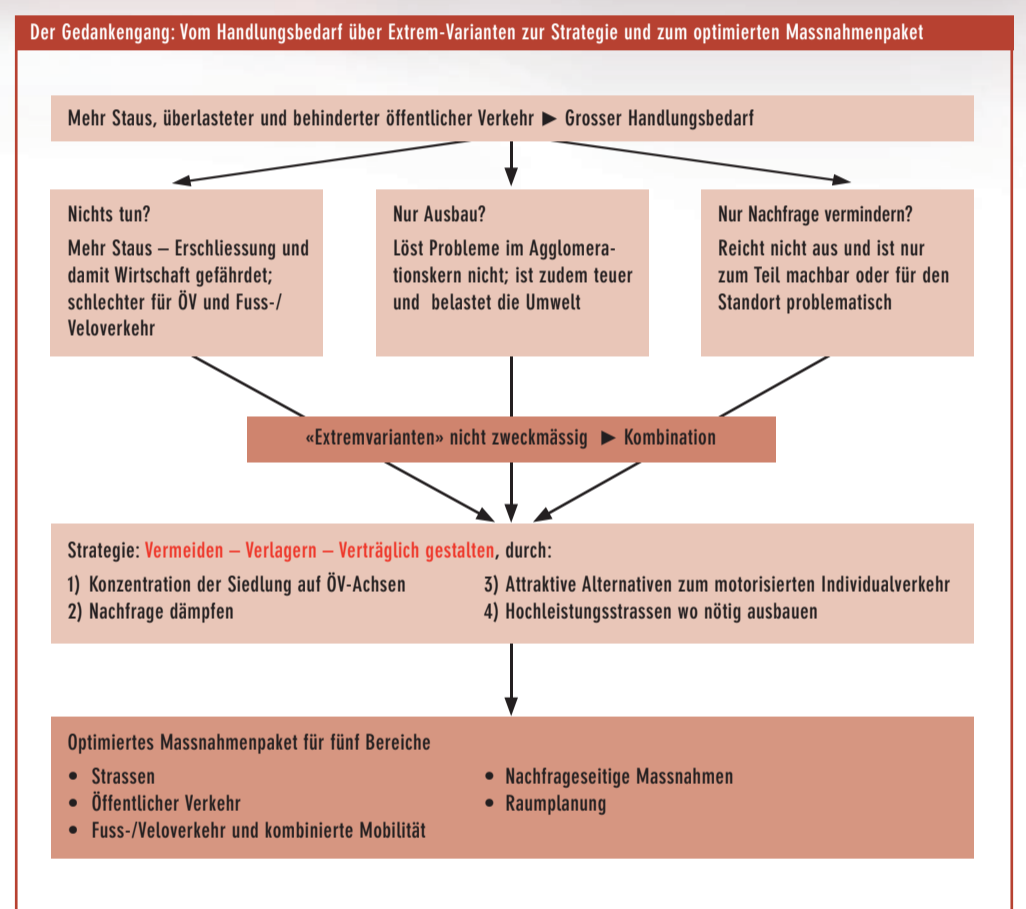 Der Gedankengang: Vom Handlungsbedarf über Extrem-Varianten zur Strategie und zum optimierten Massnahmenpaket
Mehr Staus, überlasteter und behinderter öffentlicher Verkehr ► Grosser Handlungsbedarf
Nichts tun?
Mehr Staus – Erschliessung und
damit Wirtschaft gefährdet;
schlechter für ÖV und Fuss-/
Veloverkehr
Nur Ausbau?
Löst Probleme im Agglomera-
tionskern nicht; ist zudem teuer
und belastet die Umwelt
Nur Nachfrage vermindern?
Reicht nicht aus und ist nur
zum Teil machbar oder für den
Standort problematisch
«Extremvarianten» nicht zweckmässig ► Kombination
Strategie: Vermeiden – Verlagern – Verträglich gestalten, durch:
1) Konzentration der Siedlung auf ÖV-Achsen
2) Nachfrage dämpfen
3) Attraktive Alternativen zum motorisierten Individualverkehr
4) Hochleistungsstrassen wo nötig ausbauen
Optimiertes Massnahmenpaket für fünf Bereiche
• Strassen
• Öffentlicher Verkehr
• Fuss-/Veloverkehr und kombinierte Mobilität
• Nachfrageseitige Massnahmen
• Raumplanung